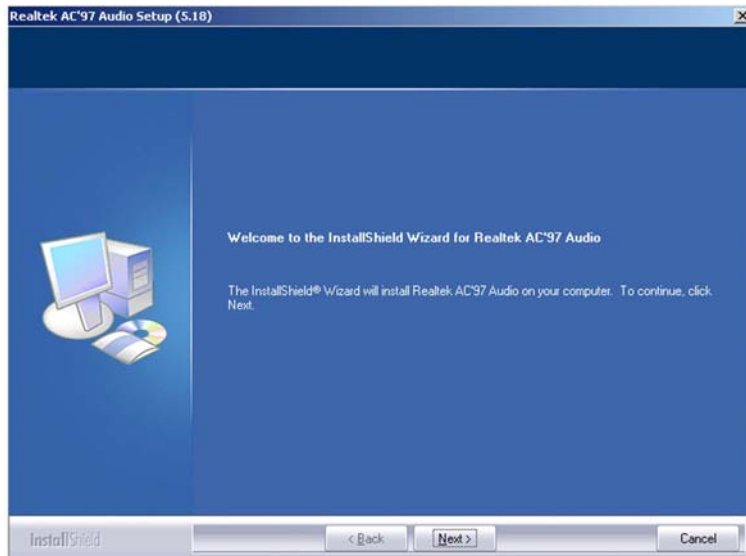 Realtek AC'97 Audio Setup (5.18)
Welcome to the InstallShield Wizard for Realtek AC'97 Audio
The InstallShield® Wizard will install Realtek AC'97 Audio on your computer. To continue, click
Next.
InstallShield
< Back
Next >
Cancel